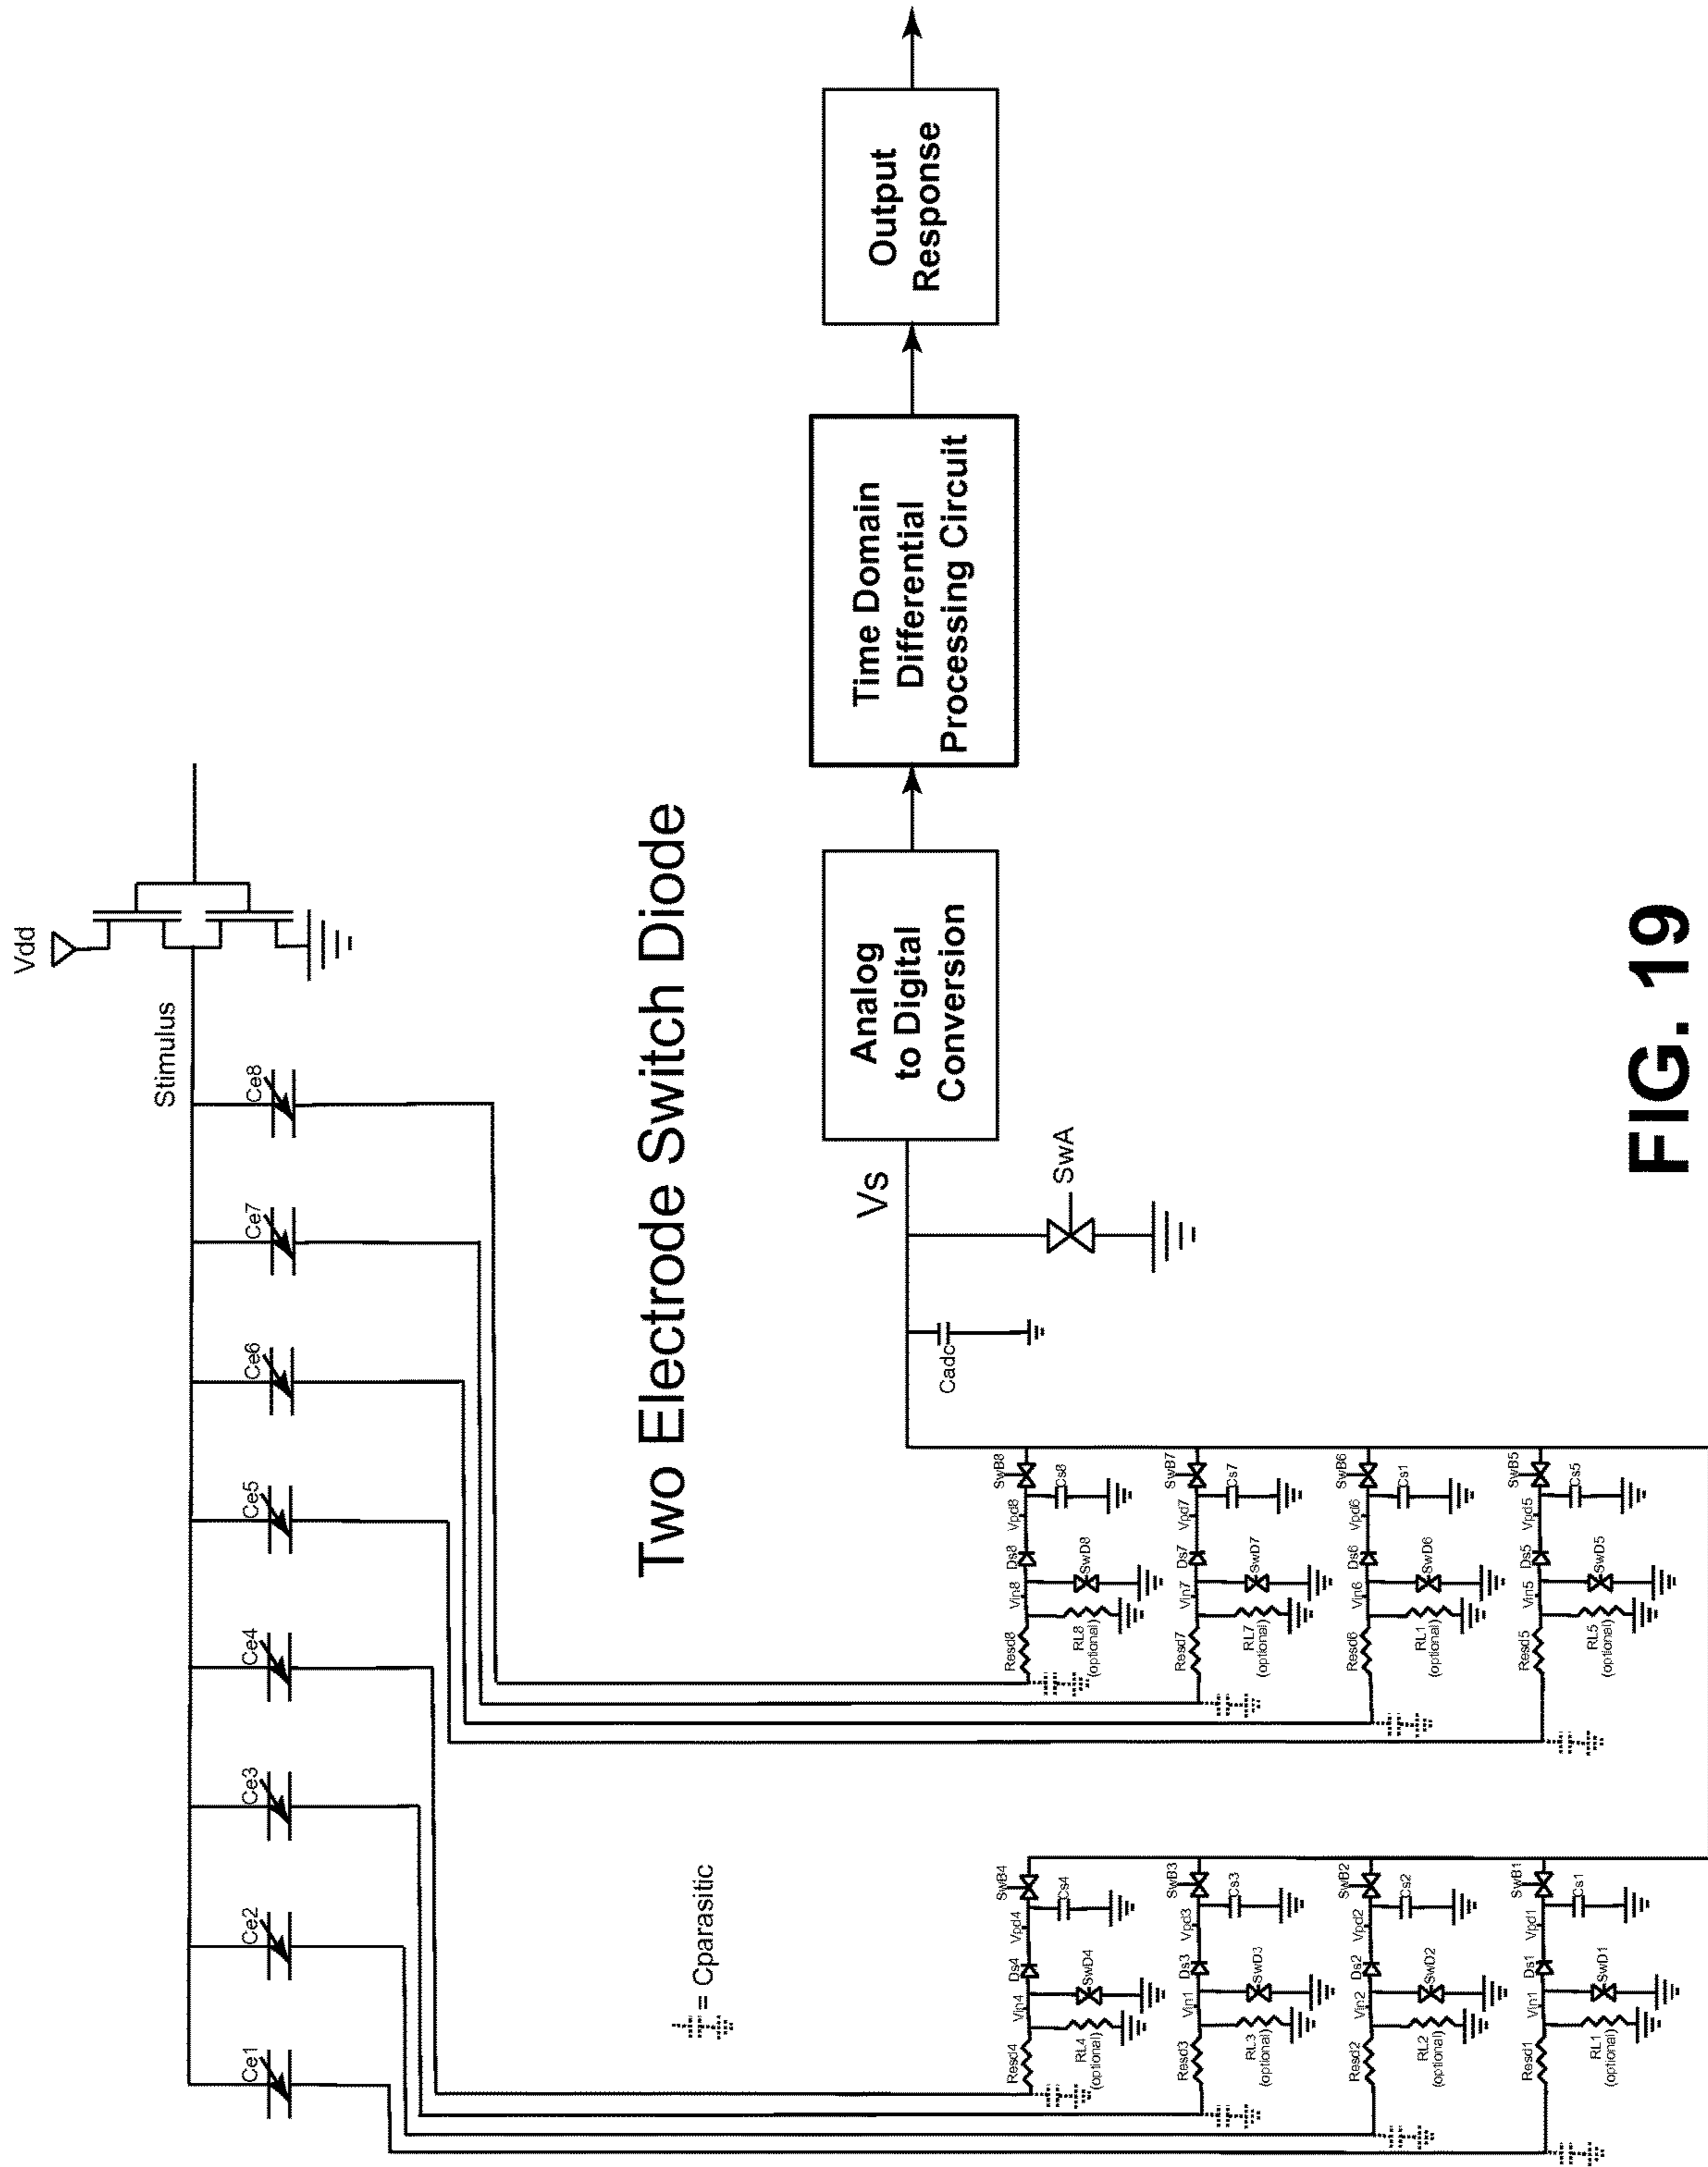 Vdd
Stimulus
Ce1
Ce2
Ce3
Ce4
Ce5
Ce6
Ce7
Ce8
Two Electrode Switch Diode
= Cparasitic
Resd4
Vin4
Ds4
Vpd4
SwB4
RL4
(optional)
SwD4
Cs4
Resd3
Vin1
Ds3
Vpd3
SwB3
RL3
(optional)
SwD3
Cs3
Resd2
Vin2
Ds2
Vpd2
SwB2
RL2
(optional)
SwD2
Cs2
Resd1
Vin1
Ds1
Vpd1
SwB1
RL1
(optional)
SwD1
Cs1
Resd8
Vin8
Ds8
Vpd8
SwB8
RL8
(optional)
SwD8
Cs8
Resd7
Vin7
Ds7
Vpd7
SwB7
RL7
(optional)
SwD7
Cs7
Resd6
Vin6
Ds6
Vpd6
SwB6
RL1
(optional)
SwD6
Cs1
Resd5
Vin5
Ds5
Vpd5
SwB5
RL5
(optional)
SwD5
Cs5
Cadc
Vs
SwA
Analog
to Digital
Conversion
Time Domain
Differential
Processing Circuit
Output
Response
FIG. 19